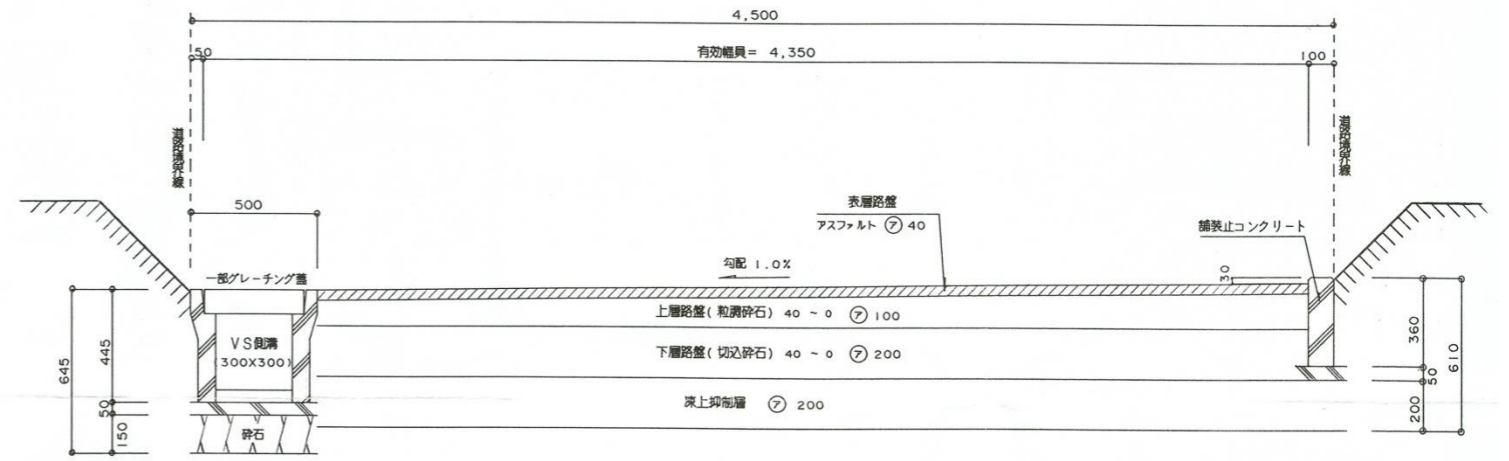 4,500
50
有効幅員= 4,350
100
道路境界線
道路境界線
500
表層路盤
アスファルト ㋐ 40
舗装止コンクリート
勾配 1.0%
30
一部グレーチング蓋
上層路盤(粒調砕石) 40 ~ 0 ㋐ 100
VS側溝
(300X300)
下層路盤(切込砕石) 40 ~ 0 ㋐ 200
645
445
360
610
50
凍上抑制層 ㋐ 200
50
200
150
砕石